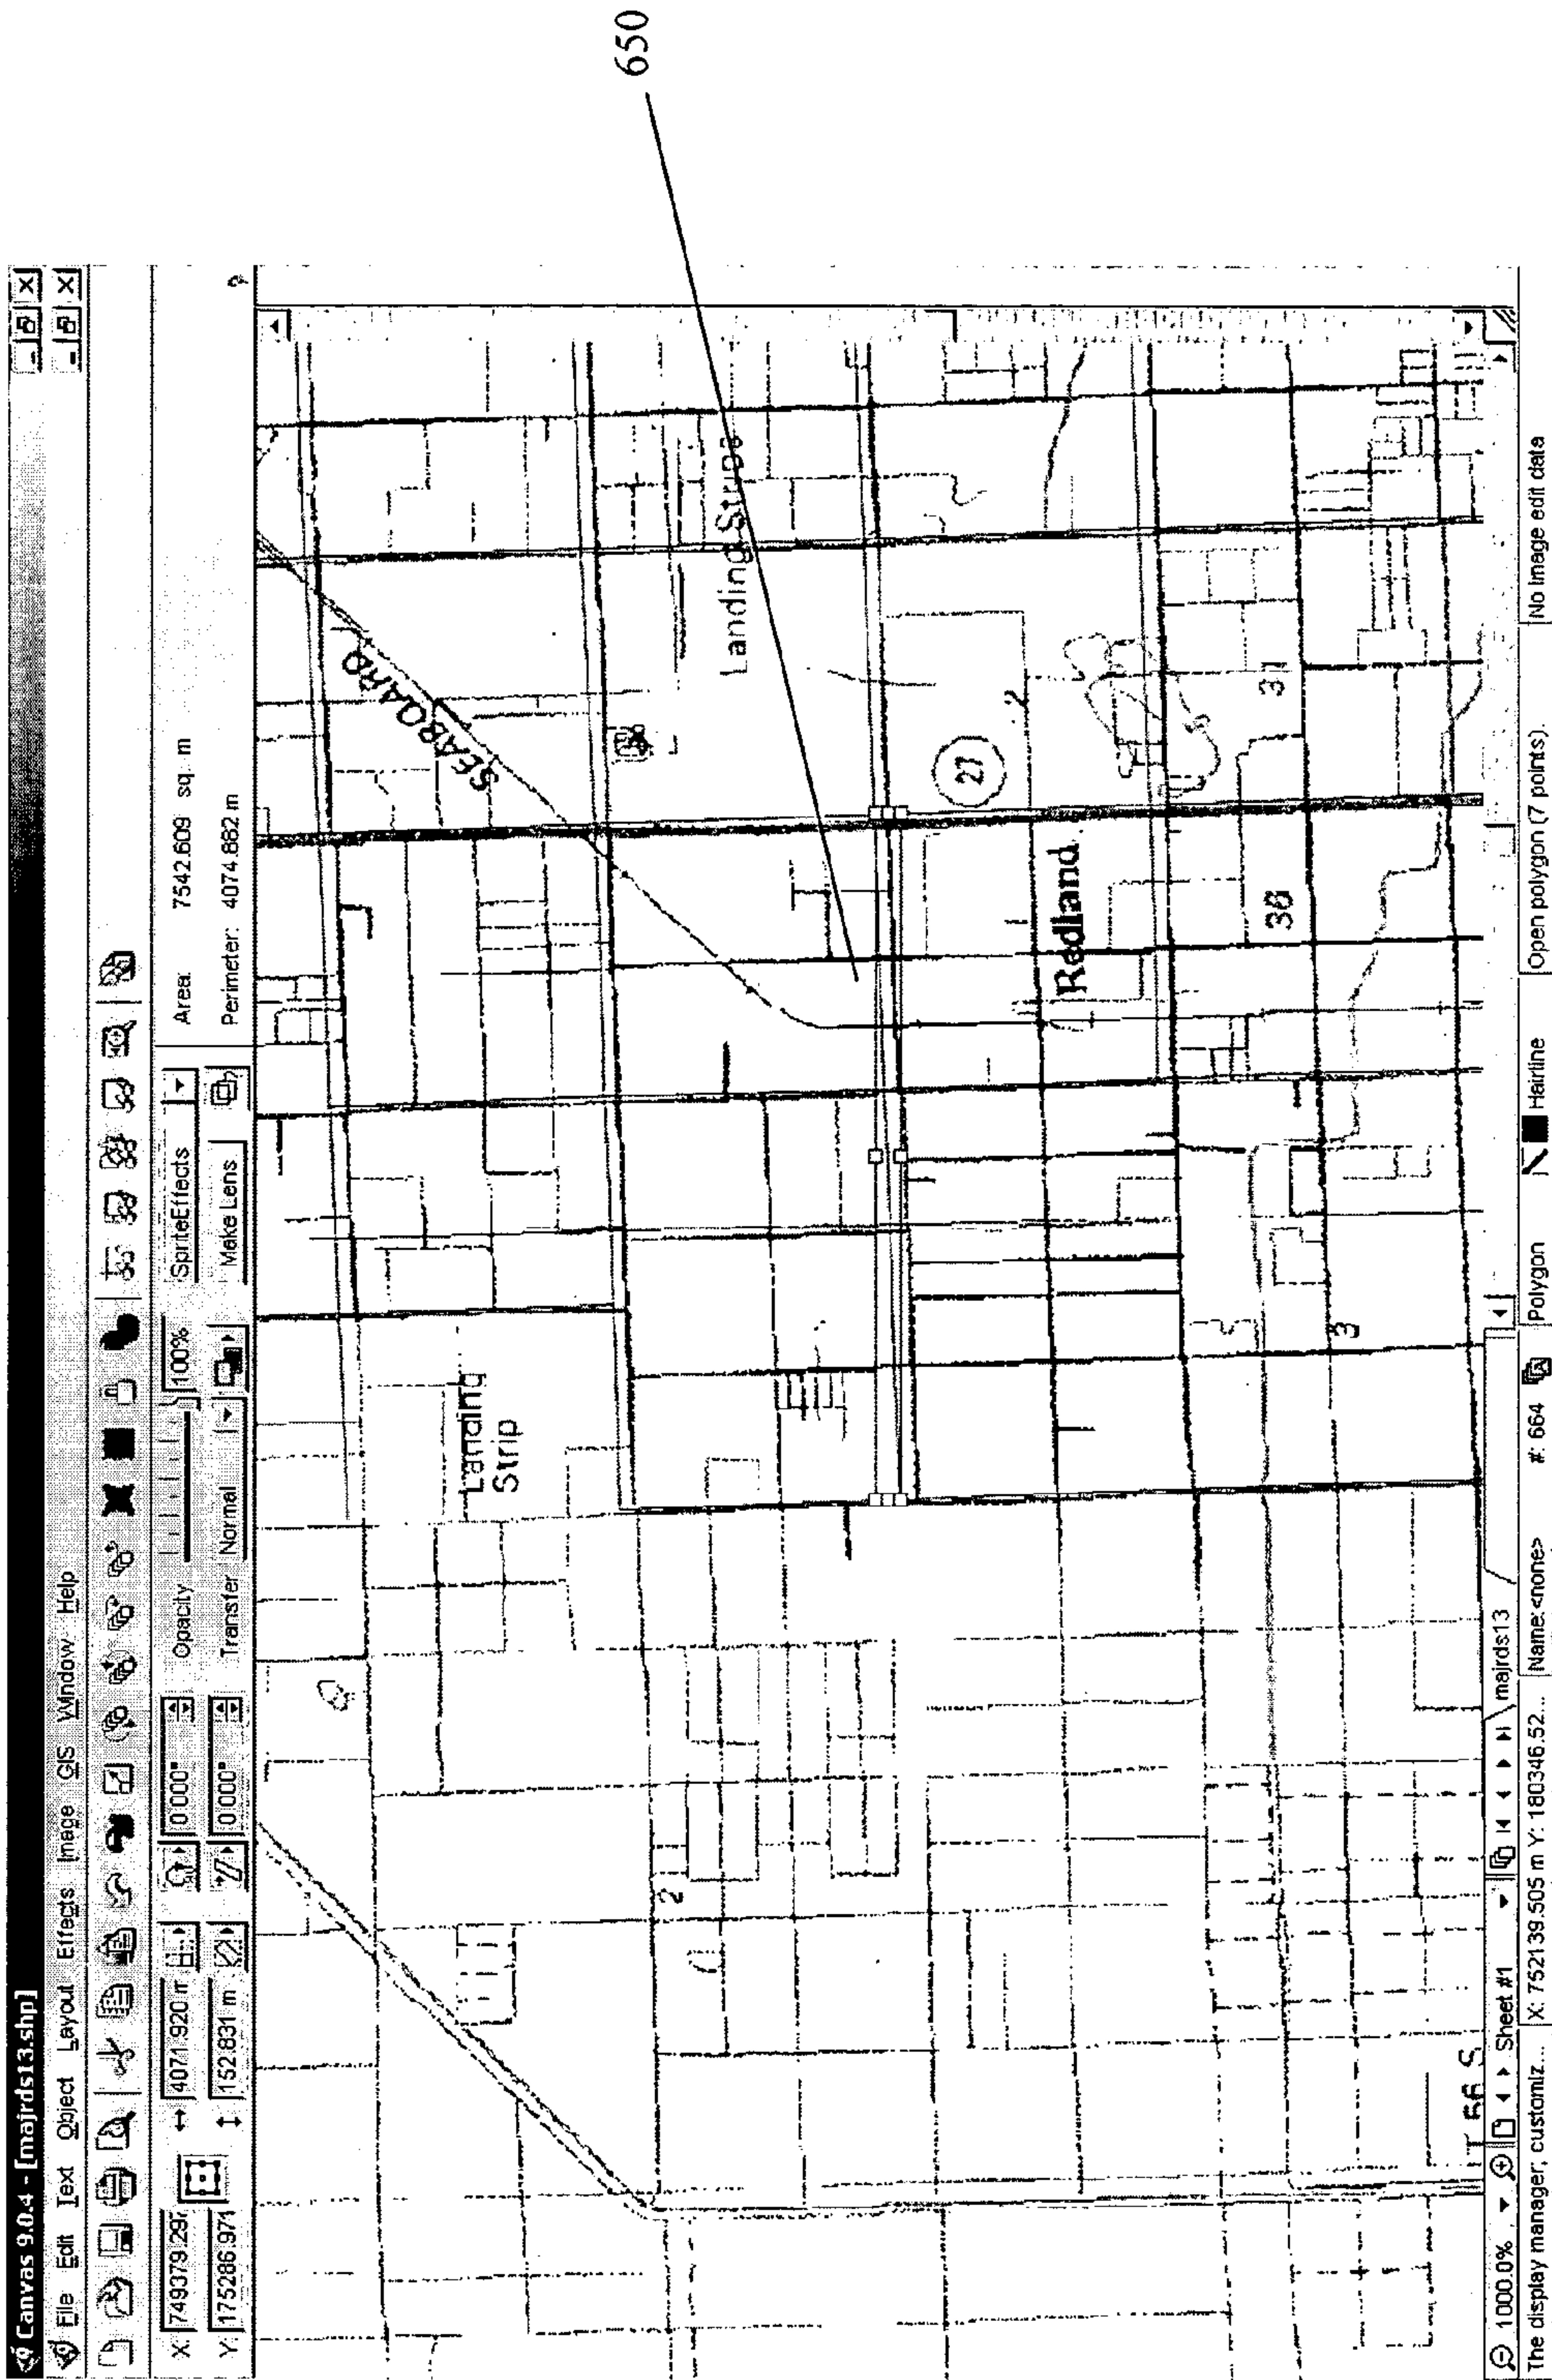 Canvas 9.0.4 - [majrds13.shp]
File Edit Text Object Layout Effects Image GIS Window Help
X: 749379.297 4071.920 m 0.000° Opacity 100% SpriteEffects Area: 7542.609 sq. m
Y: 175286.971 152.831 m 0.000° Transfer Normal Make Lens Perimeter: 4074.882 m
650
SEABOARD
Landing
Strip
Landing Strips
2
27
2
Redland
36
31
3
1000.0% Sheet #1 majrds13
The display manager; customiz... X: 752139.505 m Y: 180346.52... Name:<none> #: 664 Polygon Hairline Open polygon (7 points). No image edit data